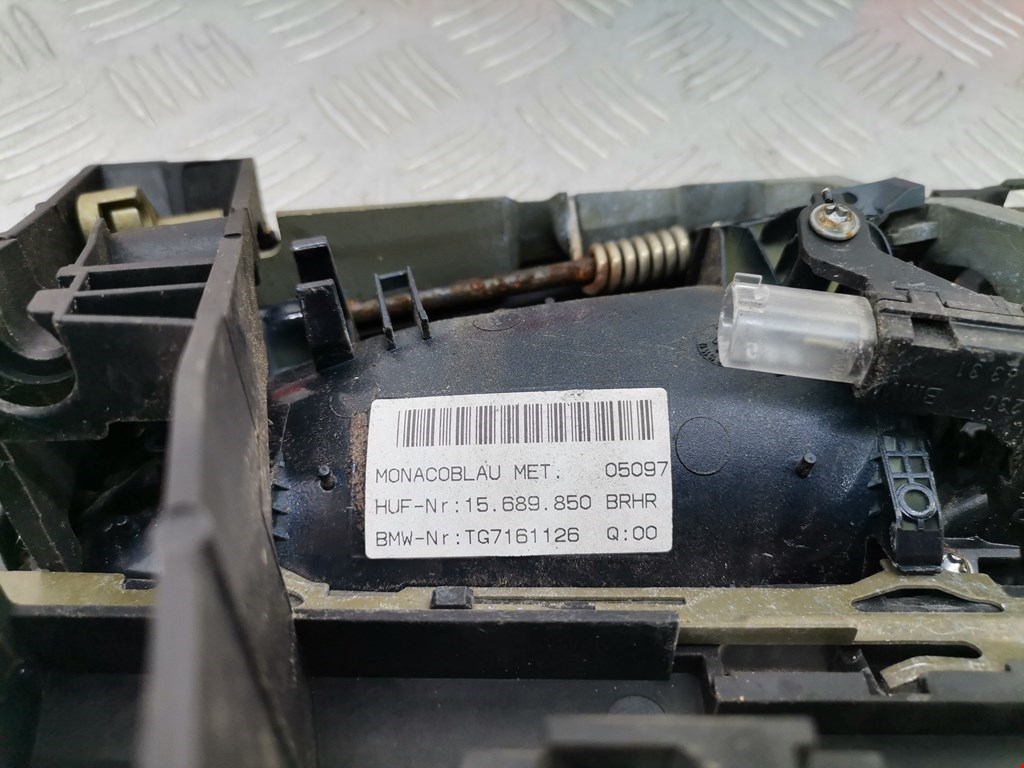 MONACOBLAU MET. 05097
HUF-Nr:15.689.850 BRHR
BMW-Nr:TG7161126 Q:00